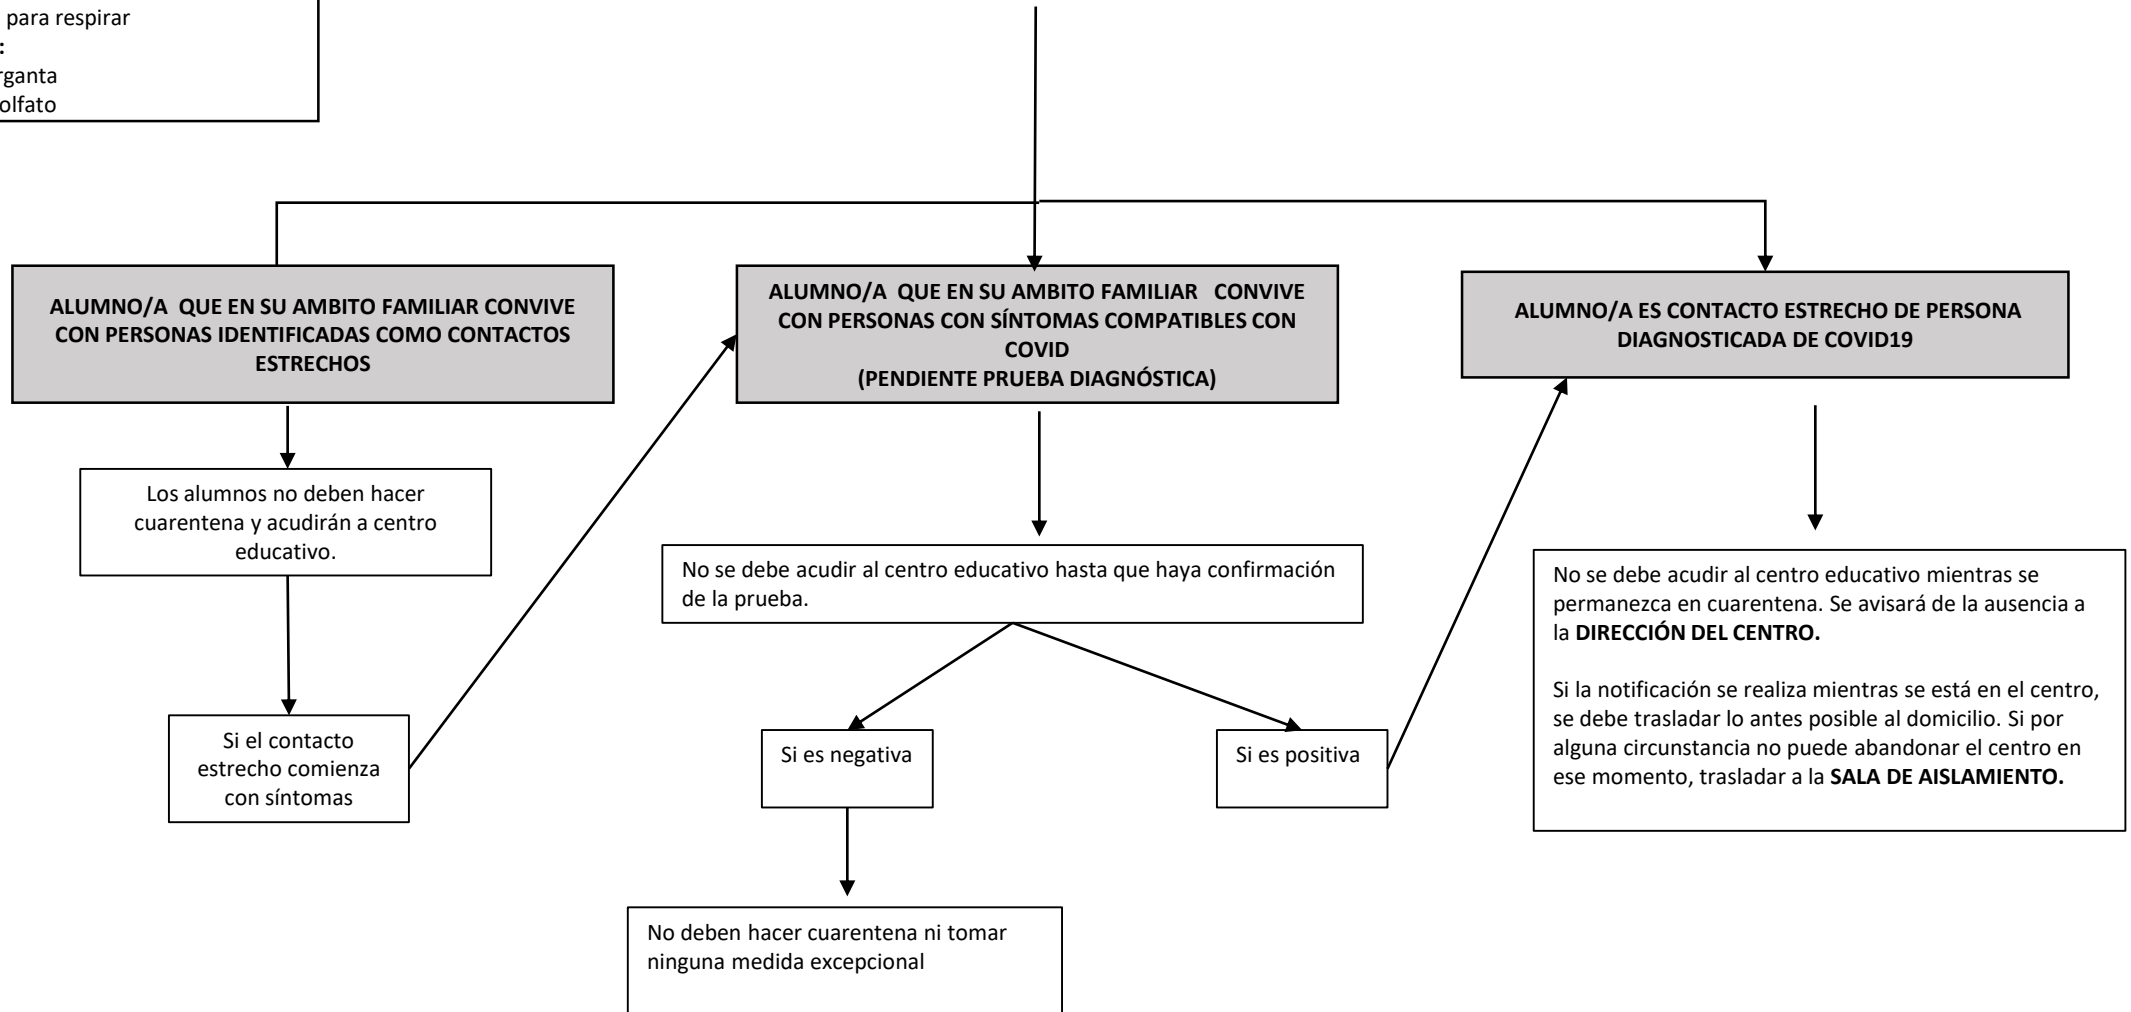 para respirar
:
rganta
olfato
ALUMNO/A QUE EN SU AMBITO FAMILIAR CONVIVE
CON PERSONAS IDENTIFICADAS COMO CONTACTOS
ESTRECHOS
ALUMNO/A QUE EN SU AMBITO FAMILIAR CONVIVE
CON PERSONAS CON SÍNTOMAS COMPATIBLES CON
COVID
(PENDIENTE PRUEBA DIAGNÓSTICA)
ALUMNO/A ES CONTACTO ESTRECHO DE PERSONA
DIAGNOSTICADA DE COVID19
Los alumnos no deben hacer
cuarentena y acudirán a centro
educativo.
No se debe acudir al centro educativo hasta que haya confirmación
de la prueba.
No se debe acudir al centro educativo mientras se
permanezca en cuarentena. Se avisará de la ausencia a
la DIRECCIÓN DEL CENTRO.
Si la notificación se realiza mientras se está en el centro,
se debe trasladar lo antes posible al domicilio. Si por
alguna circunstancia no puede abandonar el centro en
ese momento, trasladar a la SALA DE AISLAMIENTO.
Si el contacto
estrecho comienza
con síntomas
Si es negativa
Si es positiva
No deben hacer cuarentena ni tomar
ninguna medida excepcional